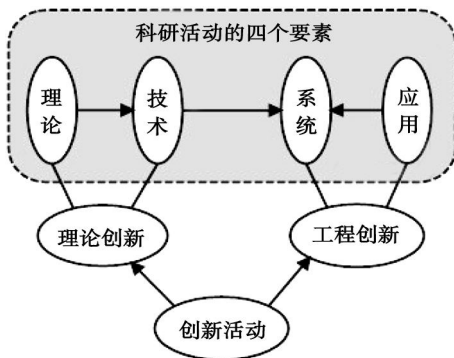 科研活动的四个要素
理论
技术
系统
应用
理论创新
工程创新
创新活动